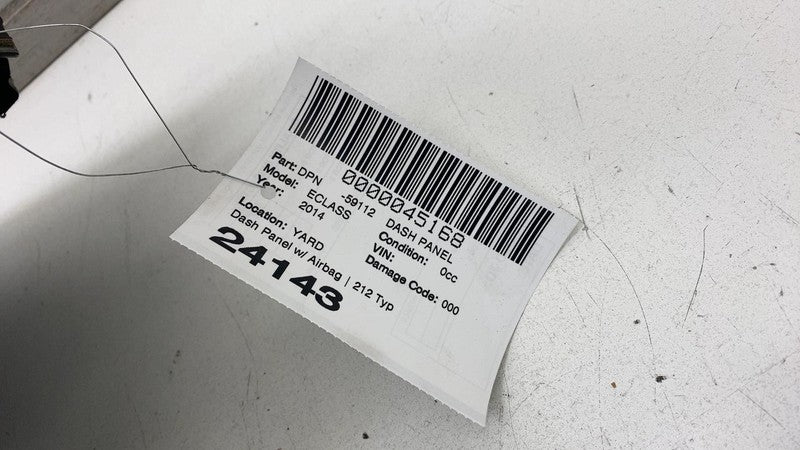 0000045168
Part: DPN -59112 DASH PANEL
Model: ECLASS Condition: 0cc
Year: 2014 VIN:
Damage Code: 000
Location: YARD
Dash Panel w/ Airbag | 212 Typ
24143